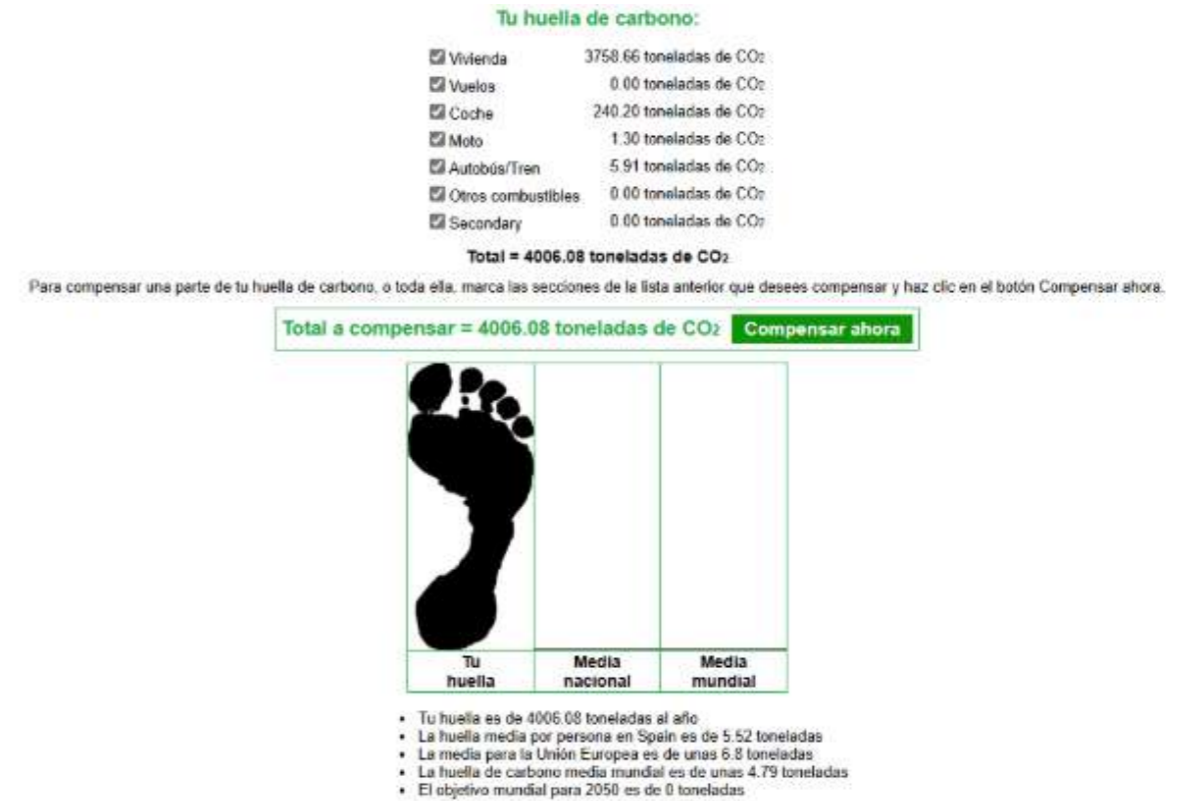 Tu huella de carbono:
Vivienda 3758.66 toneladas de CO2
Vuelos 0.00 toneladas de CO2
Coche 240.20 toneladas de CO2
Moto 1.30 toneladas de CO2
Autobús/Tren 5.91 toneladas de CO2
Otros combustibles 0.00 toneladas de CO2
Secondary 0.00 toneladas de CO2
Total = 4006.08 toneladas de CO2
Para compensar una parte de tu huella de carbono, o toda ella, marca las secciones de la lista anterior que desees compensar y haz clic en el botón Compensar ahora.
Total a compensar = 4006.08 toneladas de CO2 Compensar ahora
Tu Media Media
huella nacional mundial
• Tu huella es de 4006.08 toneladas al año
• La huella media por persona en Spain es de 5.52 toneladas
• La media para la Unión Europea es de unas 6.8 toneladas
• La huella de carbono media mundial es de unas 4.79 toneladas
• El objetivo mundial para 2050 es de 0 toneladas